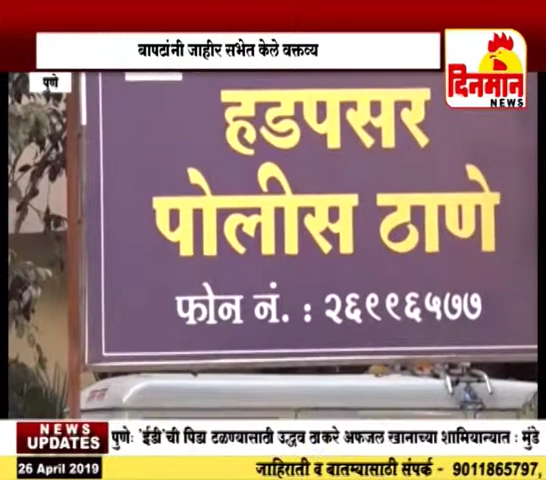 बापटांनी जाहीर सभेत केले वक्तव्य
दिनमान
NEWS
पुणे
हडपसर
पोलीस ठाणे
फोन नं. : २६९९६५७७
NEWS
UPDATES
पुणेः 'ईडी'ची पिडा टळण्यासाठी उद्धव ठाकरे अफजल खानाच्या शामियान्यात : मुंडे
26 April 2019
जाहिराती व बातम्यासाठी संपर्क - 9011865797,